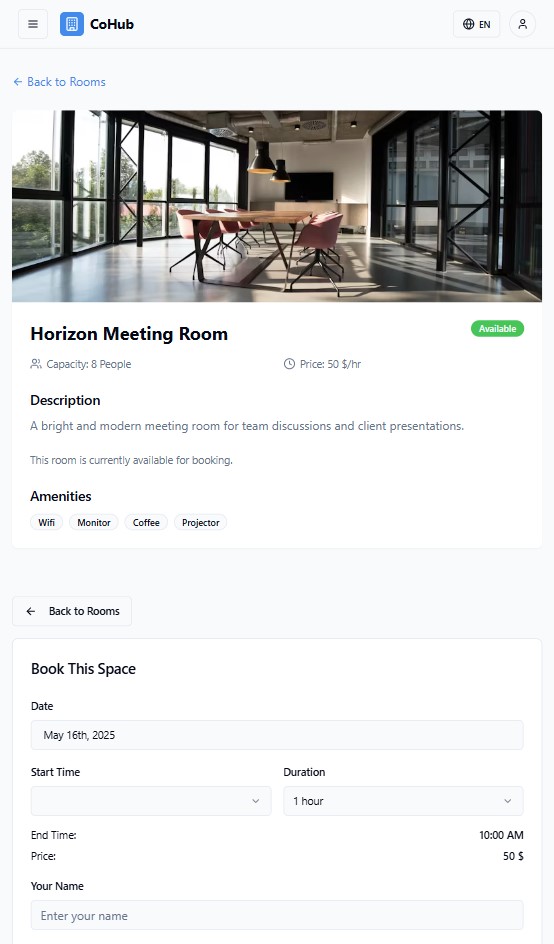 CoHub
EN
Back to Rooms
Horizon Meeting Room
Available
Capacity: 8 People
Price: 50 $/hr
Description
A bright and modern meeting room for team discussions and client presentations.
This room is currently available for booking.
Amenities
Wifi
Monitor
Coffee
Projector
Back to Rooms
Book This Space
Date
May 16th, 2025
Start Time
Duration
1 hour
End Time:
10:00 AM
Price:
50 $
Your Name
Enter your name